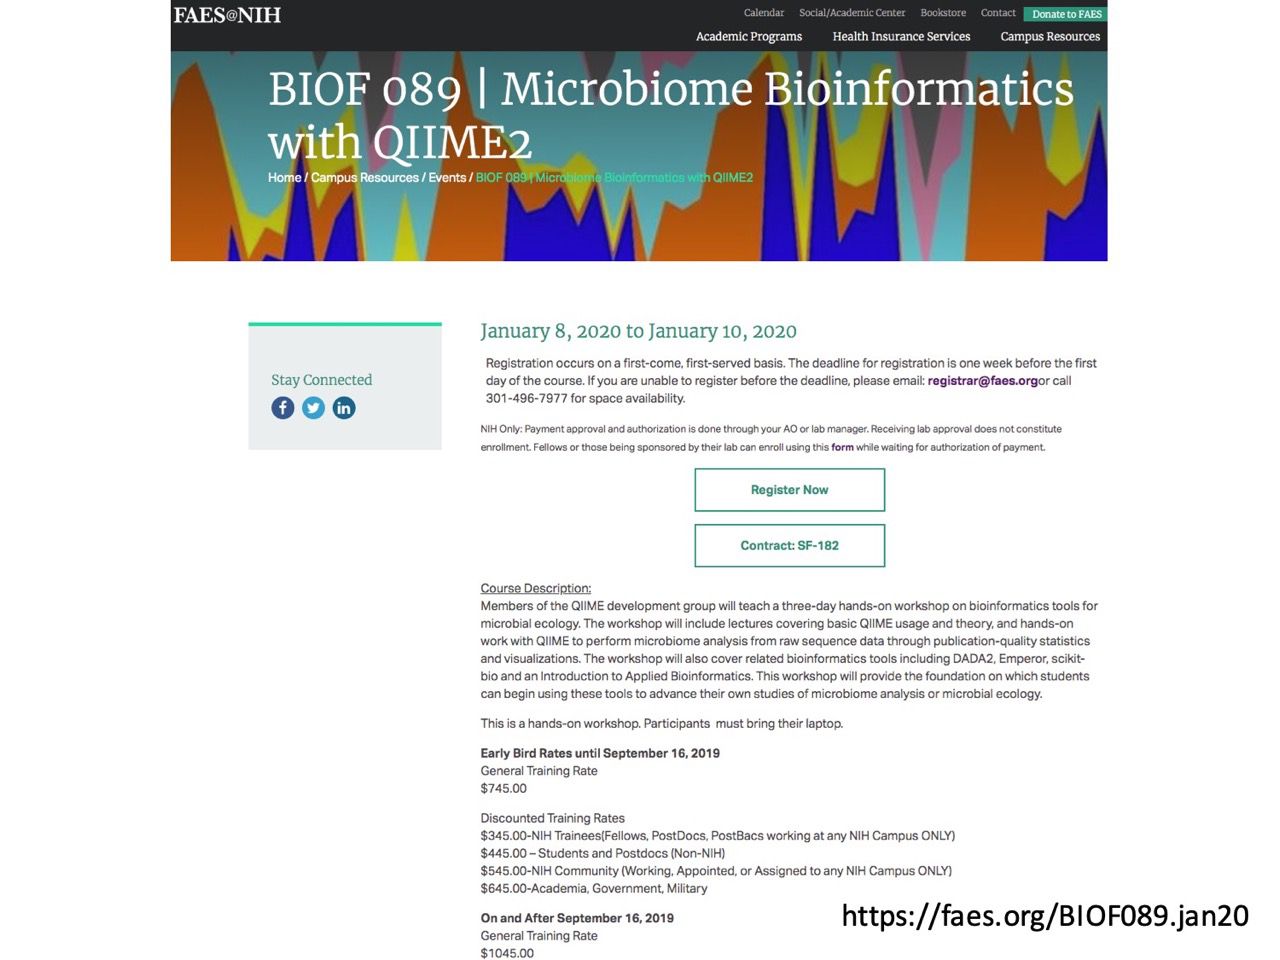 FAES@NIH
Calendar Social/Academic Center Bookstore Contact Donate to FAES
Academic Programs Health Insurance Services Campus Resources
BIOF 089 | Microbiome Bioinformatics
with QIIME2
Home / Campus Resources / Events / BIOF 089 | Microbiome Bioinformatics with QIIME2
Stay Connected
January 8, 2020 to January 10, 2020
Registration occurs on a first-come, first-served basis. The deadline for registration is one week before the first
day of the course. If you are unable to register before the deadline, please email: registrar@faes.orgor call
301-496-7977 for space availability.
NIH Only: Payment approval and authorization is done through your AO or lab manager. Receiving lab approval does not constitute
enrollment. Fellows or those being sponsored by their lab can enroll using this form while waiting for authorization of payment.
Register Now
Contract: SF-182
Course Description:
Members of the QIIME development group will teach a three-day hands-on workshop on bioinformatics tools for
microbial ecology. The workshop will include lectures covering basic QIIME usage and theory, and hands-on
work with QIIME to perform microbiome analysis from raw sequence data through publication-quality statistics
and visualizations. The workshop will also cover related bioinformatics tools including DADA2, Emperor, scikit-
bio and an Introduction to Applied Bioinformatics. This workshop will provide the foundation on which students
can begin using these tools to advance their own studies of microbiome analysis or microbial ecology.
This is a hands-on workshop. Participants must bring their laptop.
Early Bird Rates until September 16, 2019
General Training Rate
$745.00
Discounted Training Rates
$345.00-NIH Trainees(Fellows, PostDocs, PostBacs working at any NIH Campus ONLY)
$445.00 – Students and Postdocs (Non-NIH)
$545.00-NIH Community (Working, Appointed, or Assigned to any NIH Campus ONLY)
$645.00-Academia, Government, Military
On and After September 16, 2019
General Training Rate
$1045.00
https://faes.org/BIOF089.jan20